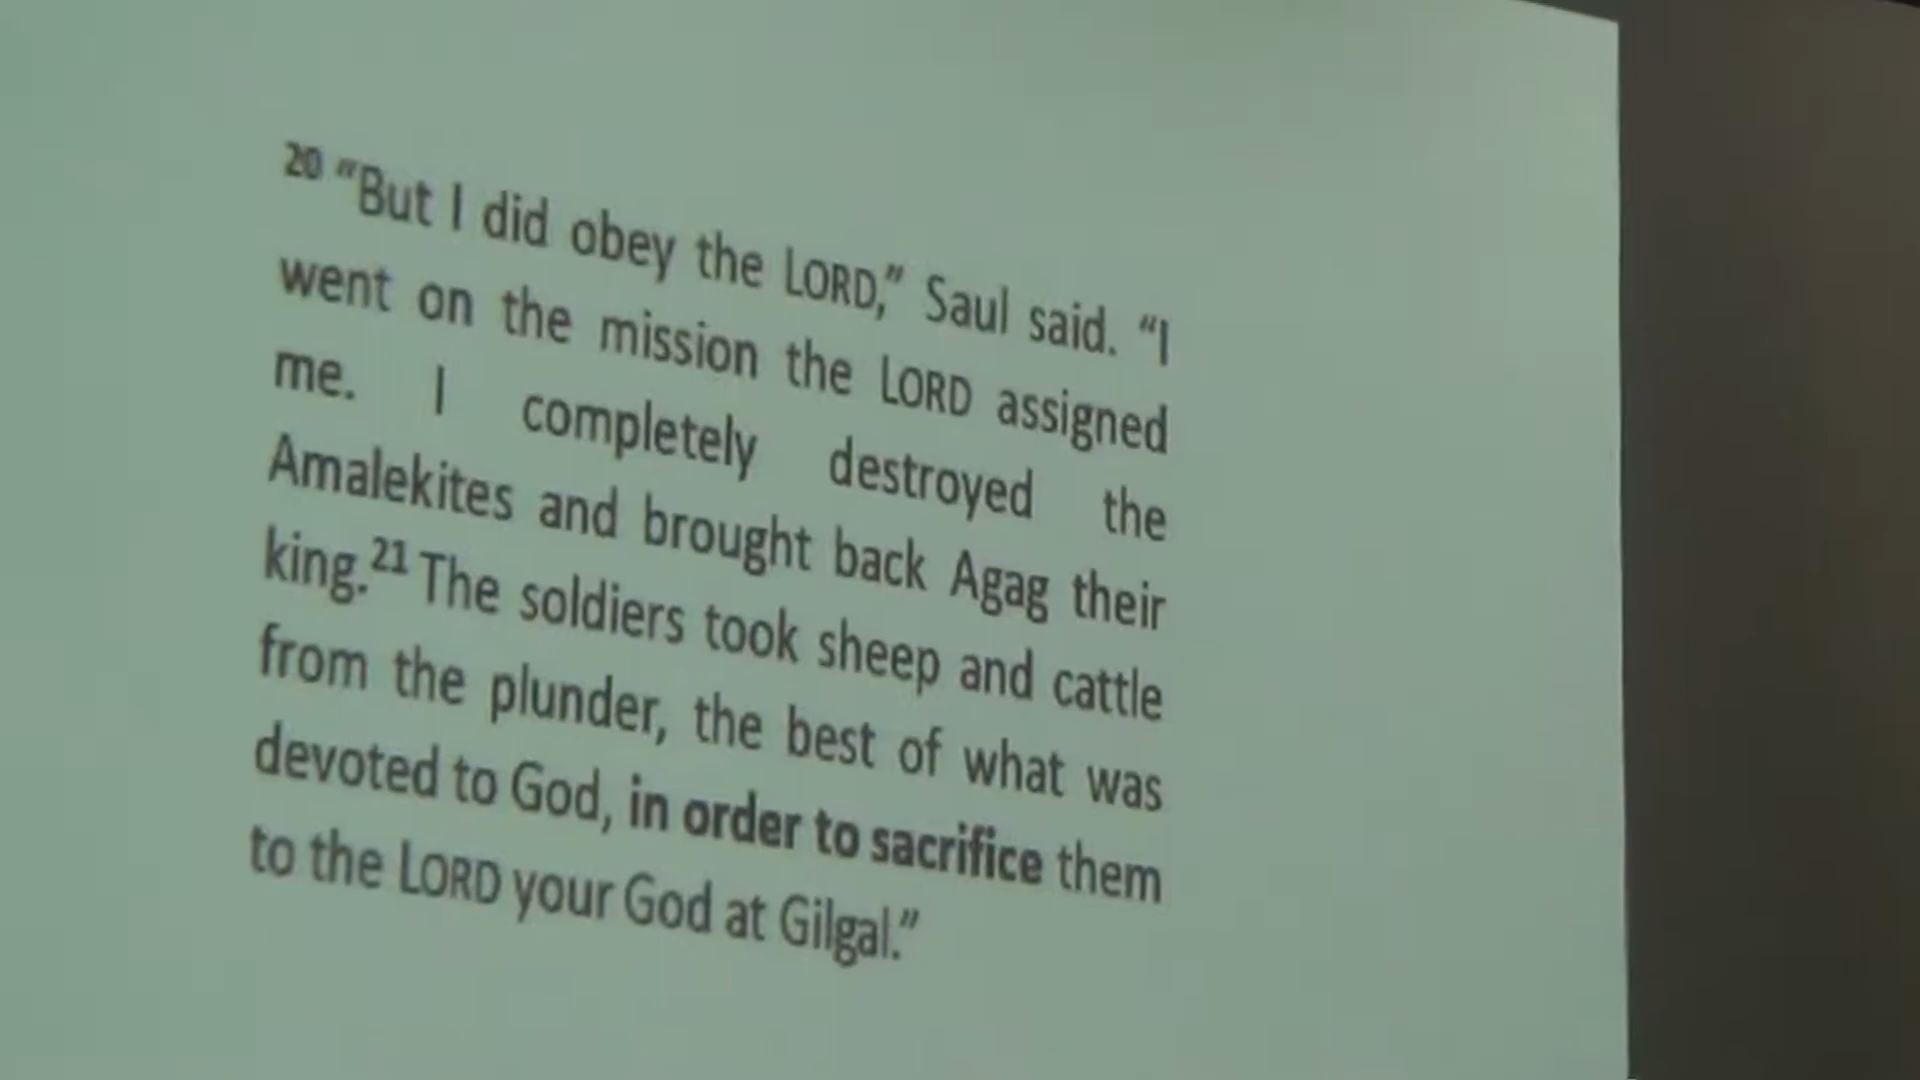 20 “But I did obey the LORD,” Saul said. “I
went on the mission the LORD assigned
me. I completely destroyed the
Amalekites and brought back Agag their
king.21 The soldiers took sheep and cattle
from the plunder, the best of what was
devoted to God, in order to sacrifice them
to the LORD your God at Gilgal.”